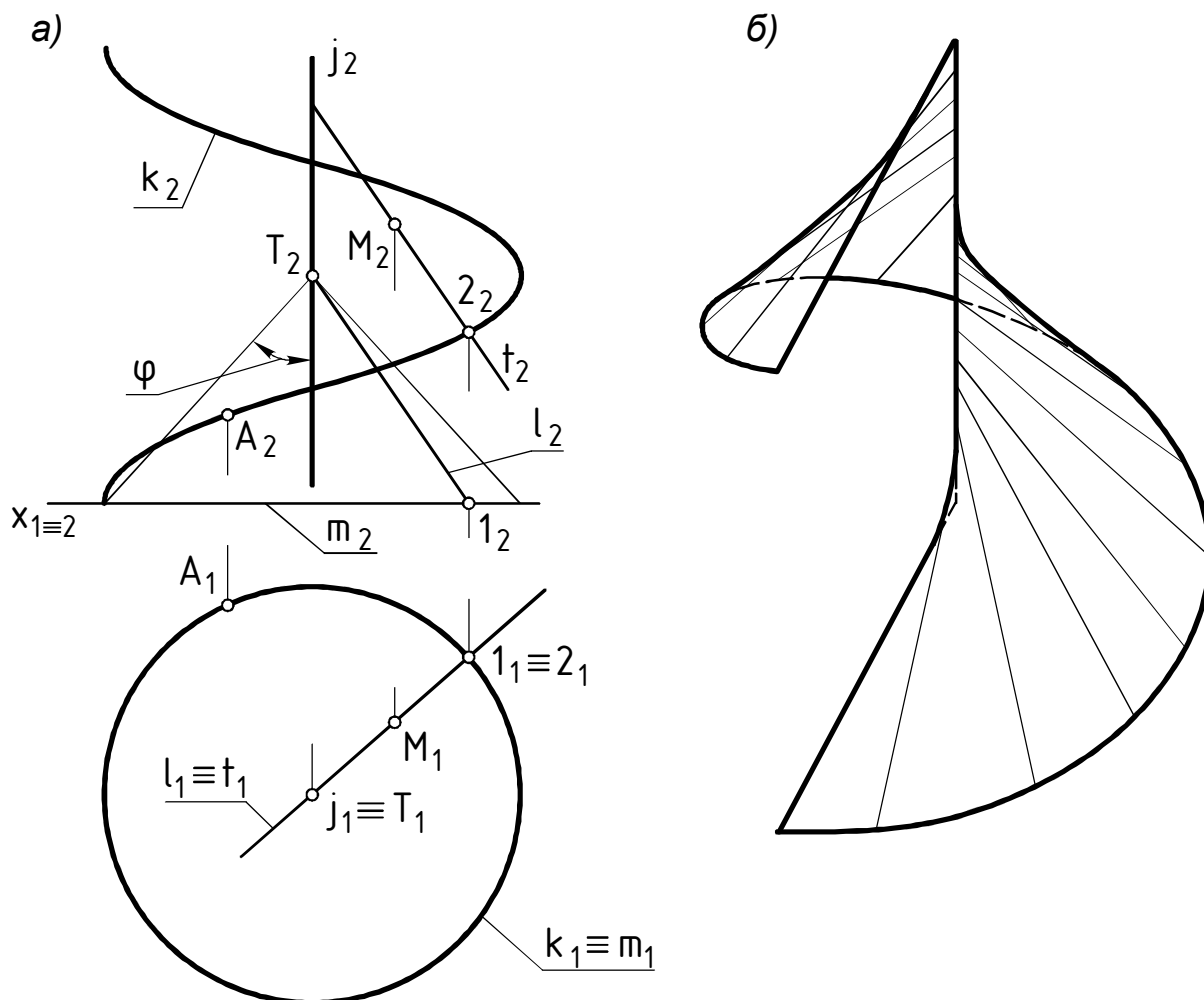 а)
б)
j₂
k₂
T₂
M₂
2₂
t₂
φ
A₂
l₂
x₁≡₂
m₂
1₂
A₁
1₁≡2₁
M₁
l₁≡t₁
j₁≡T₁
k₁≡m₁